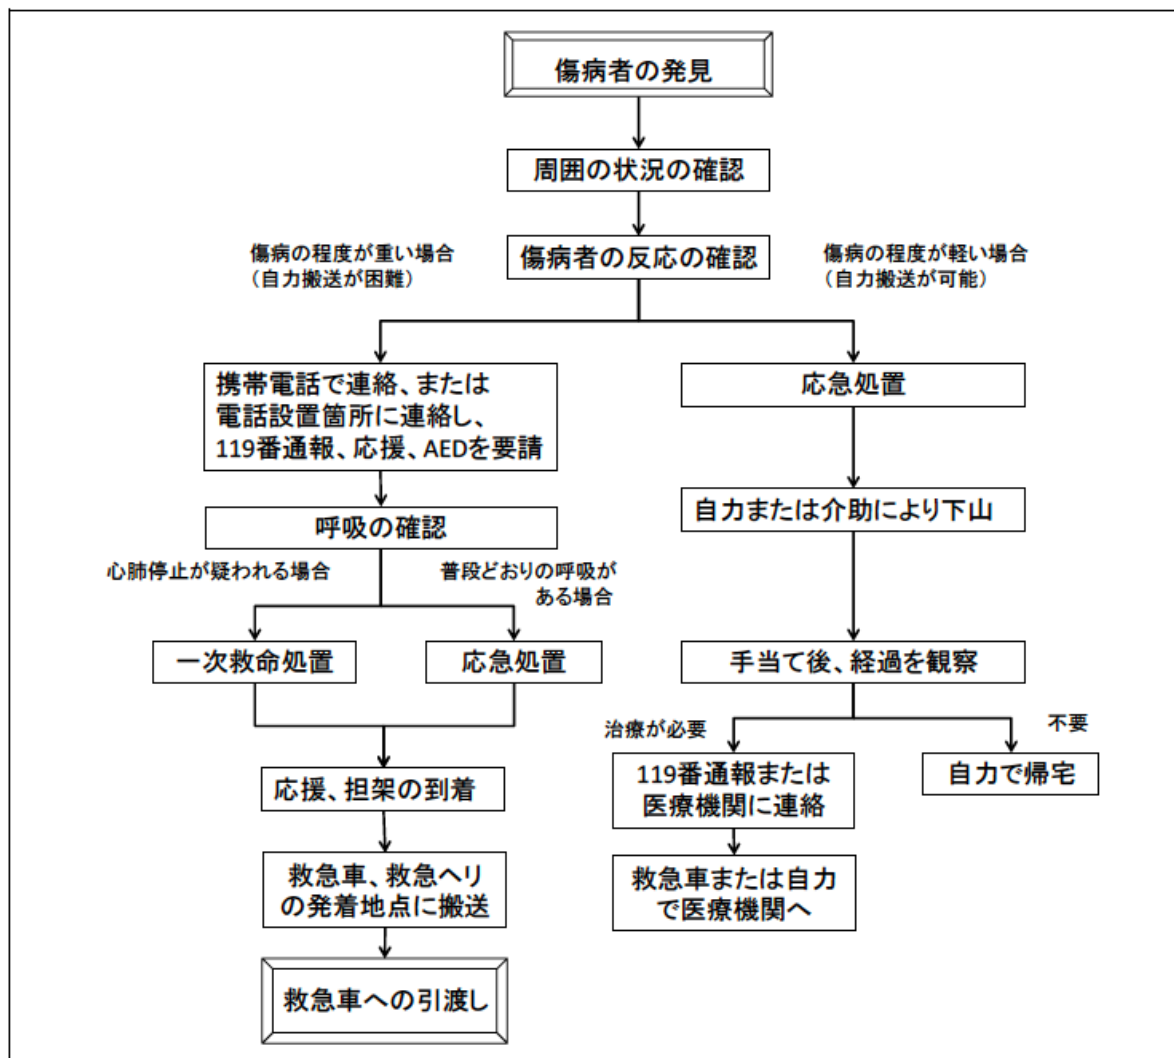 傷病者の発見
周囲の状況の確認
傷病の程度が重い場合
（自力搬送が困難）
傷病者の反応の確認
傷病の程度が軽い場合
（自力搬送が可能）
携帯電話で連絡、または
電話設置箇所に連絡し、
119番通報、応援、AEDを要請
呼吸の確認
心肺停止が疑われる場合
普段どおりの呼吸が
ある場合
一次救命処置
応急処置
応援、担架の到着
救急車、救急ヘリ
の発着地点に搬送
救急車への引渡し
応急処置
自力または介助により下山
手当て後、経過を観察
治療が必要
不要
119番通報または
医療機関に連絡
自力で帰宅
救急車または自力
で医療機関へ